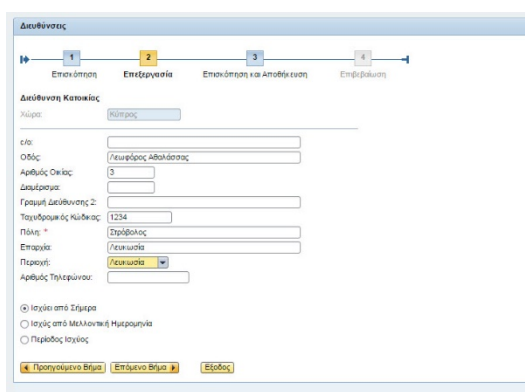 Διευθύνσεις
1 2 3 4
Επισκόπηση Επεξεργασία Επισκόπηση και Αποθήκευση Επιβεβαίωση
Διεύθυνση Κατοικίας
Χώρα: Κύπρος
c/o:
Οδός: Λεωφόρος Αθαλάσσας
Αριθμός Οικίας: 3
Διαμέρισμα:
Γραμμή Διεύθυνσης 2:
Ταχυδρομικός Κώδικας: 1234
Πόλη: * Στρόβολος
Επαρχία: Λευκωσία
Περιοχή: Λευκωσία
Αριθμός Τηλεφώνου:
Ισχύει από Σήμερα
Ισχύς από Μελλοντική Ημερομηνία
Περίοδος Ισχύος
Προηγούμενο Βήμα Επόμενο Βήμα Εξοδος